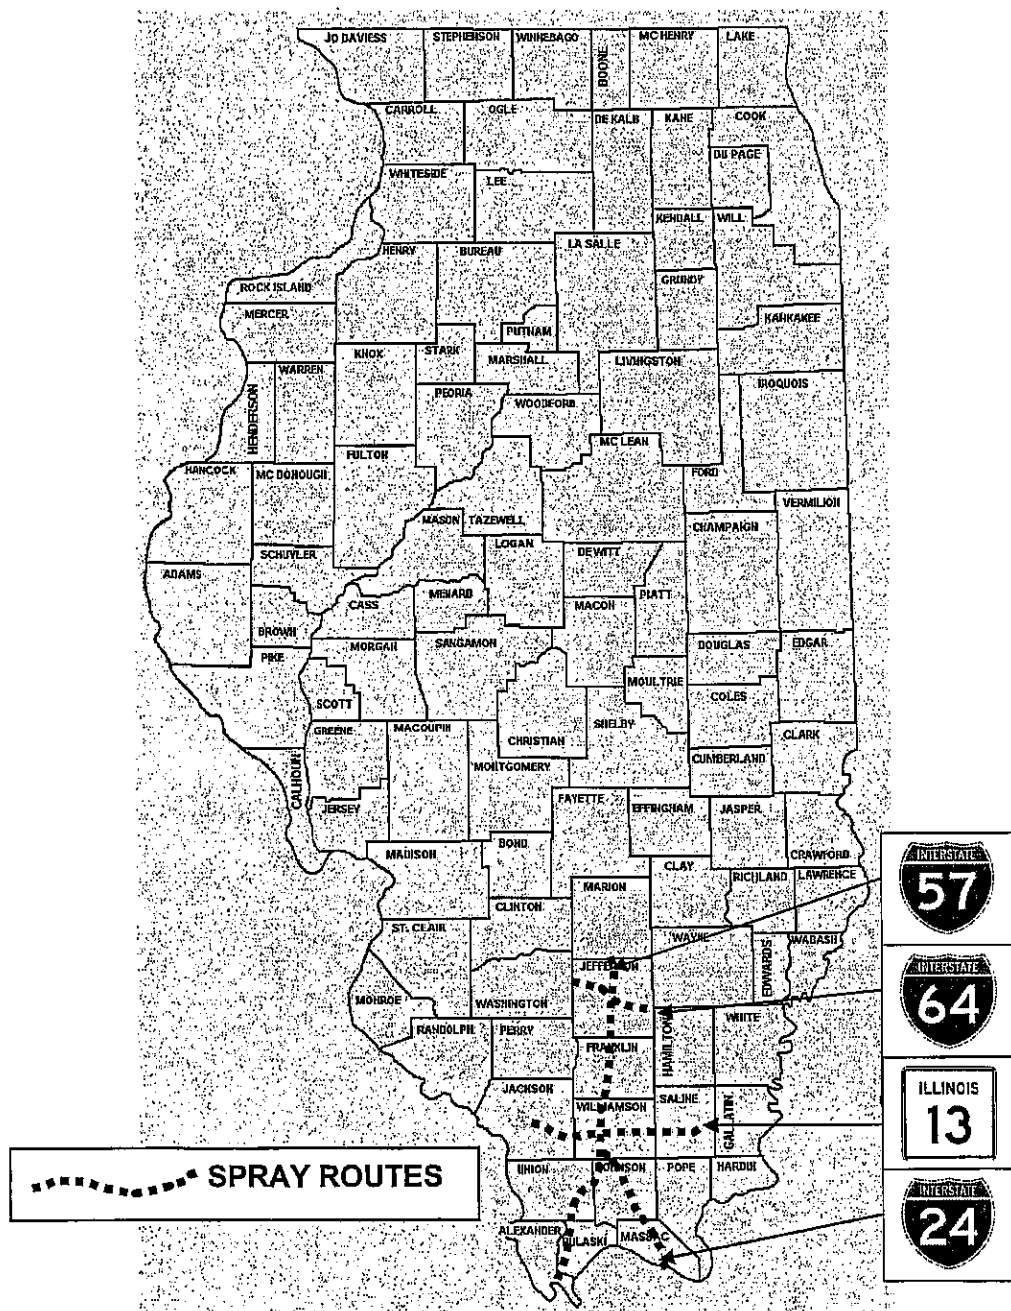 JO DAVIESS
STEPHENSON
WINNEBAGO
BOONE
MC HENRY
LAKE
CARROLL
OGLE
DE KALB
KANE
COOK
DU PAGE
WHITESIDE
LEE
KENDALL
WILL
HENRY
BUREAU
LA SALLE
GRUNDY
ROCK ISLAND
MERCER
PUTNAM
KANKAKEE
KNOX
STARK
MARSHALL
LIVINGSTON
WARREN
HENDERSON
PEORIA
WOODFORD
IROQUOIS
HANCOCK
MC DONOUGH
FULTON
MC LEAN
FORD
VERMILION
MASON
TAZEWELL
CHAMPAIGN
SCHUYLER
LOGAN
DE WITT
ADAMS
CASS
MENARD
MACON
PIATT
BROWN
MORGAN
SANGAMON
DOUGLAS
EDGAR
PIKE
SCOTT
MOULTRIE
COLES
GREENE
MACOUPIN
CHRISTIAN
SHELBY
CLARK
CALHOUN
MONTGOMERY
CUMBERLAND
JERSEY
FAYETTE
EFFINGHAM
JASPER
MADISON
BOND
CRAWFORD
CLAY
RICHLAND
LAWRENCE
MARION
CLINTON
ST. CLAIR
WAYNE
EDWARDS
WABASH
JEFFERSON
MONROE
WASHINGTON
RANDOLPH
PERRY
HAMILTON
WHITE
FRANKLIN
JACKSON
WILLIAMSON
SALINE
GALLATIN
UNION
JOHNSON
POPE
HARDIN
ALEXANDER
PULASKI
MASSAC
INTERSTATE
57
INTERSTATE
64
ILLINOIS
13
INTERSTATE
24
SPRAY ROUTES